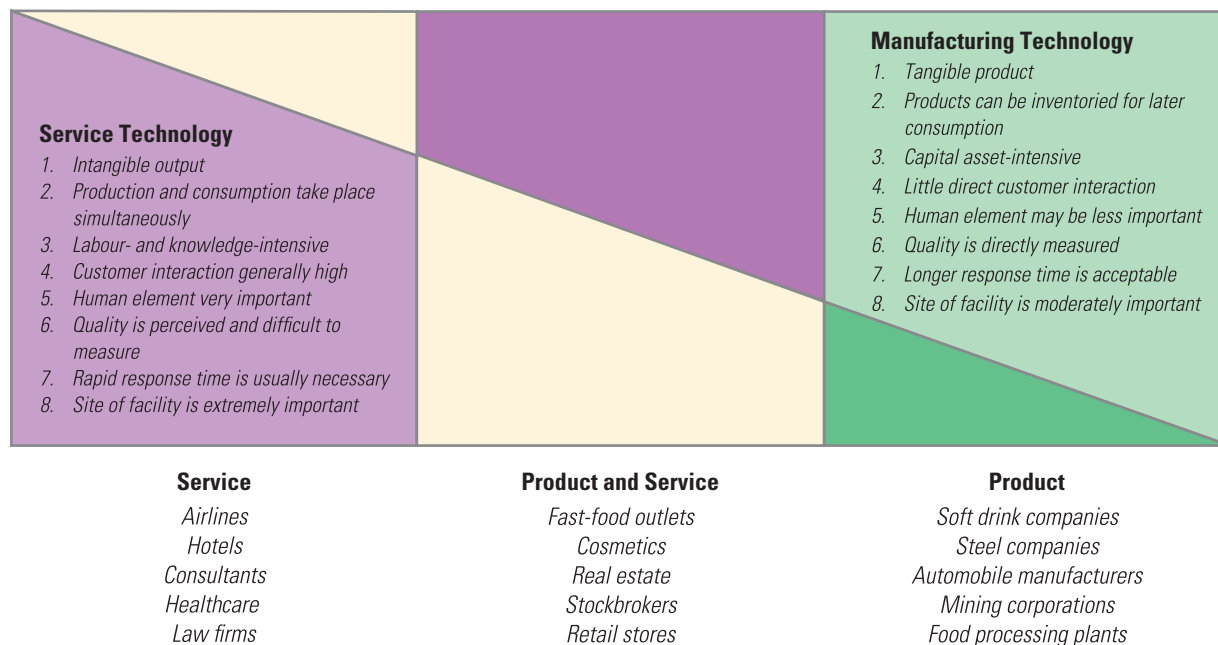 Service Technology
1. Intangible output
2. Production and consumption take place
simultaneously
3. Labour- and knowledge-intensive
4. Customer interaction generally high
5. Human element very important
6. Quality is perceived and difficult to
measure
7. Rapid response time is usually necessary
8. Site of facility is extremely important
Manufacturing Technology
1. Tangible product
2. Products can be inventoried for later
consumption
3. Capital asset-intensive
4. Little direct customer interaction
5. Human element may be less important
6. Quality is directly measured
7. Longer response time is acceptable
8. Site of facility is moderately important
Service
Airlines
Hotels
Consultants
Healthcare
Law firms
Product and Service
Fast-food outlets
Cosmetics
Real estate
Stockbrokers
Retail stores
Product
Soft drink companies
Steel companies
Automobile manufacturers
Mining corporations
Food processing plants